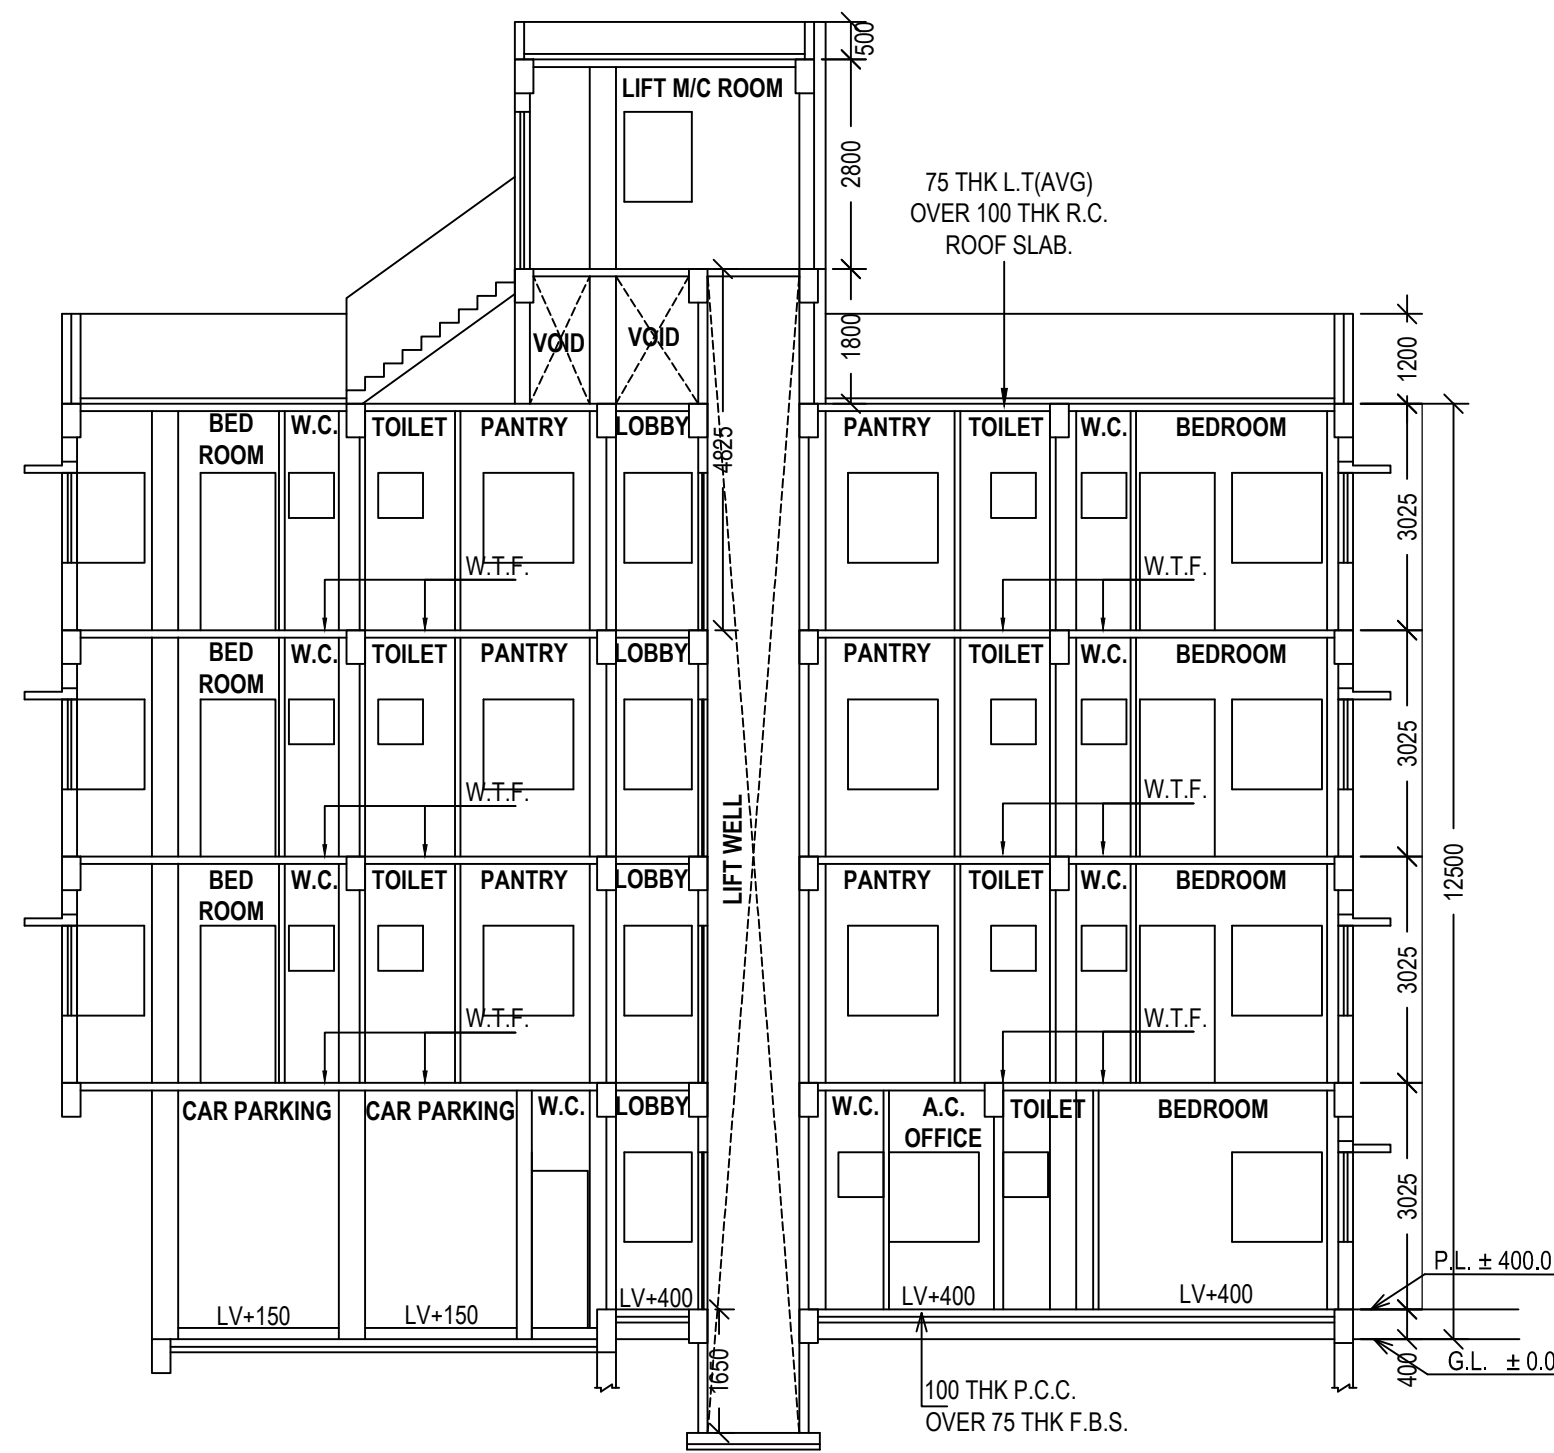 500
LIFT M/C ROOM
2800
75 THK L.T(AVG)
OVER 100 THK R.C.
ROOF SLAB.
VOID
VOID
1800
1200
BED
ROOM
W.C.
TOILET
PANTRY
LOBBY
4825
PANTRY
TOILET
W.C.
BEDROOM
3025
W.T.F.
W.T.F.
BED
ROOM
W.C.
TOILET
PANTRY
LOBBY
PANTRY
TOILET
W.C.
BEDROOM
3025
W.T.F.
W.T.F.
LIFT WELL
BED
ROOM
W.C.
TOILET
PANTRY
LOBBY
PANTRY
TOILET
W.C.
BEDROOM
12500
3025
W.T.F.
W.T.F.
CAR PARKING
CAR PARKING
W.C.
LOBBY
W.C.
A.C.
OFFICE
TOILET
BEDROOM
3025
P.L. ± 400.0
LV+150
LV+150
LV+400
LV+400
LV+400
G.L. ± 0.0
400
1650
100 THK P.C.C.
OVER 75 THK F.B.S.